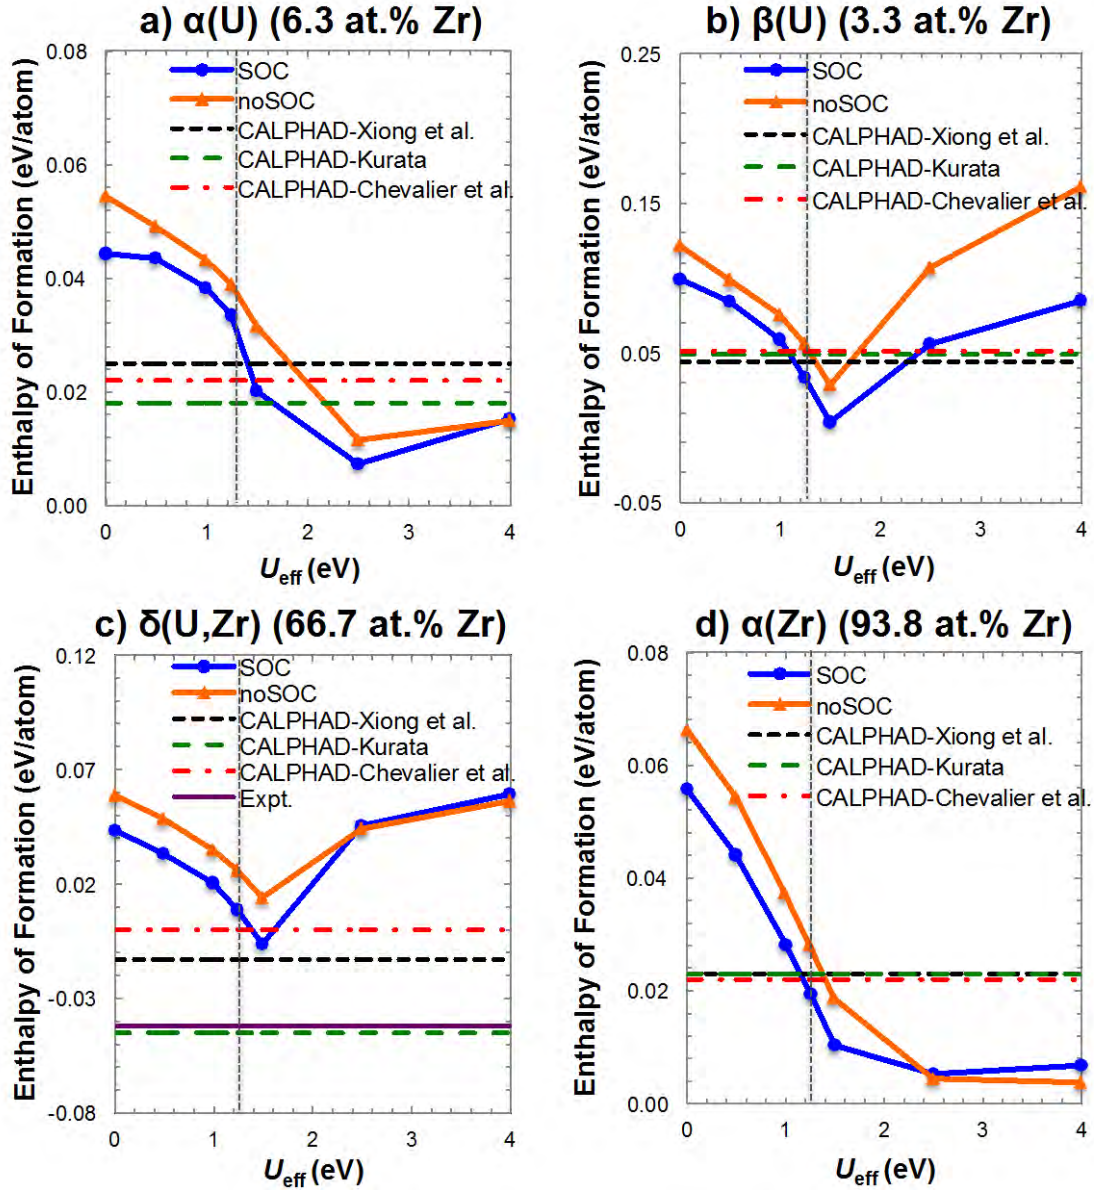 a) α(U) (6.3 at.% Zr)
Enthalpy of Formation (eV/atom)
0.08
0.06
0.04
0.02
0.00
SOC
noSOC
CALPHAD-Xiong et al.
CALPHAD-Kurata
CALPHAD-Chevalier et al.
0 1 2 3 4
Ueff (eV)
b) β(U) (3.3 at.% Zr)
Enthalpy of Formation (eV/atom)
0.25
0.15
0.05
-0.05
SOC
noSOC
CALPHAD-Xiong et al.
CALPHAD-Kurata
CALPHAD-Chevalier et al.
0 1 2 3 4
Ueff (eV)
c) δ(U,Zr) (66.7 at.% Zr)
Enthalpy of Formation (eV/atom)
0.12
0.07
0.02
-0.03
-0.08
SOC
noSOC
CALPHAD-Xiong et al.
CALPHAD-Kurata
CALPHAD-Chevalier et al.
Expt.
0 1 2 3 4
Ueff (eV)
d) α(Zr) (93.8 at.% Zr)
Enthalpy of Formation (eV/atom)
0.08
0.06
0.04
0.02
0.00
SOC
noSOC
CALPHAD-Xiong et al.
CALPHAD-Kurata
CALPHAD-Chevalier et al.
0 1 2 3 4
Ueff (eV)